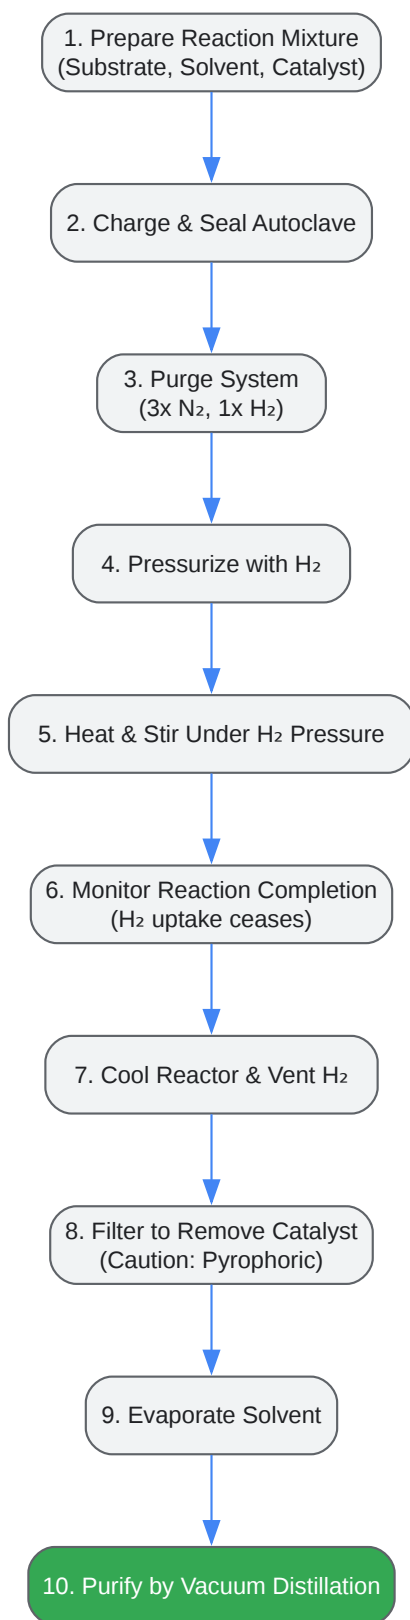 1. Prepare Reaction Mixture
(Substrate, Solvent, Catalyst)
2. Charge & Seal Autoclave
3. Purge System
(3x N₂, 1x H₂)
4. Pressurize with H₂
5. Heat & Stir Under H₂ Pressure
6. Monitor Reaction Completion
(H₂ uptake ceases)
7. Cool Reactor & Vent H₂
8. Filter to Remove Catalyst
(Caution: Pyrophoric)
9. Evaporate Solvent
10. Purify by Vacuum Distillation